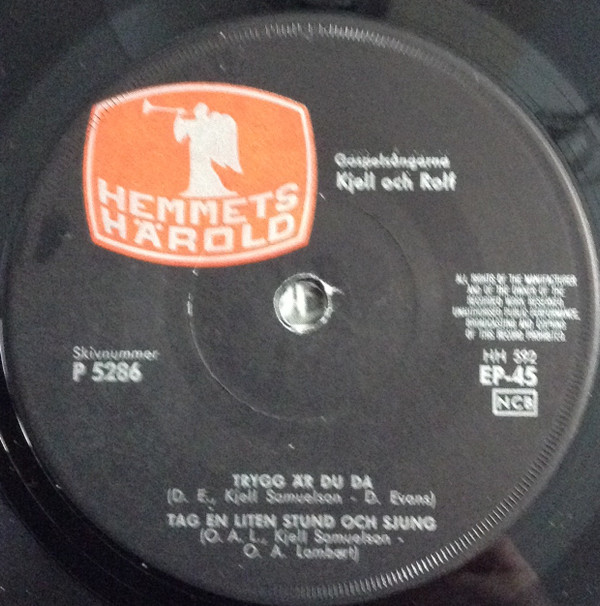 HEMMETS
HÄROLD
Gospelsångarna
Kjell och Rolf
ALL RIGHTS OF THE MANUFACTURER
AND OF THE OWNER OF THE
RECORDED WORK RESERVED.
UNAUTHORISED PUBLIC PERFORMANCE,
BROADCASTING AND COPYING
OF THIS RECORD PROHIBITED.
Skivnummer
P 5286
HH 592
EP-45
NCB
TRYGG ÄR DU DÅ
(D. E., Kjell Samuelson - D. Evans)
TAG EN LITEN STUND OCH SJUNG
(O. A. L., Kjell Samuelson -
O. A. Lambert)